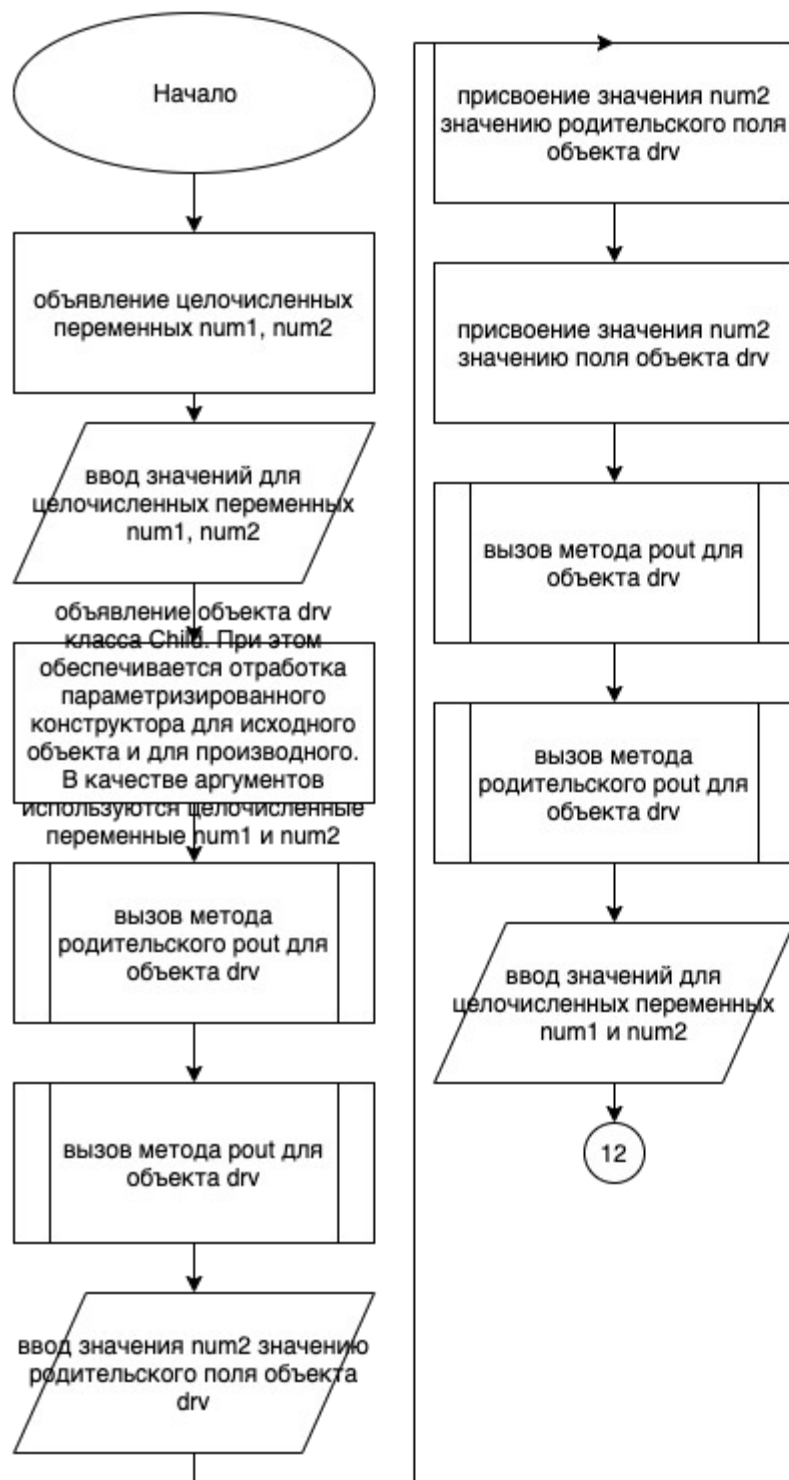 Начало
объявление целочисленных
переменных num1, num2
ввод значений для
целочисленных переменных
num1, num2
объявление объекта drv
класса Child. При этом
обеспечивается отработка
параметризированного
конструктора для исходного
объекта и для производного.
В качестве аргументов
используются целочисленные
переменные num1 и num2
вызов метода
родительского pout для
объекта drv
вызов метода pout для
объекта drv
ввод значения num2 значению
родительского поля объекта
drv
присвоение значения num2
значению родительского поля
объекта drv
присвоение значения num2
значению поля объекта drv
вызов метода pout для
объекта drv
вызов метода
родительского pout для
объекта drv
ввод значений для
целочисленных переменных
num1 и num2
12